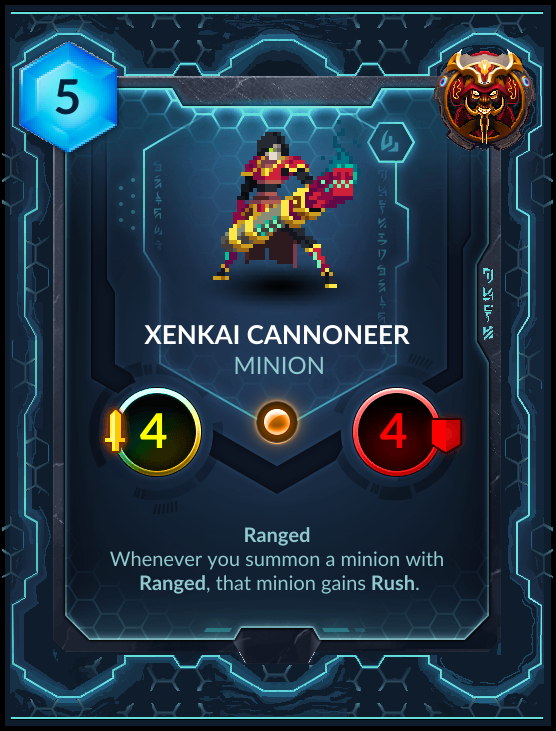 5
XENKAI CANNONEER
MINION
4
4
Ranged
Whenever you summon a minion with
Ranged, that minion gains Rush.